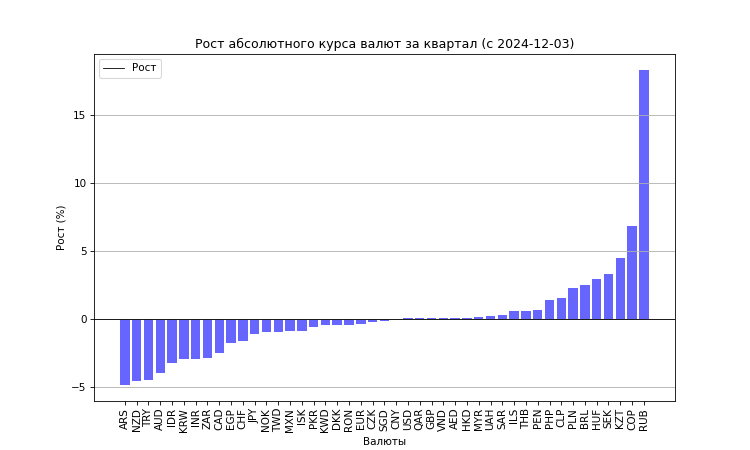 Рост абсолютного курса валют за квартал (с 2024-12-03)
Рост
Рост (%)
15
10
5
0
−5
ARS NZD TRY AUD IDR KRW INR ZAR CAD EGP CHF JPY NOK TWD MXN ISK PKR KWD DKK RON EUR CZK SGD CNY USD QAR GBP VND AED HKD MYR UAH SAR ILS THB PEN PHP CLP PLN BRL HUF SEK KZT COP RUB
Валюты